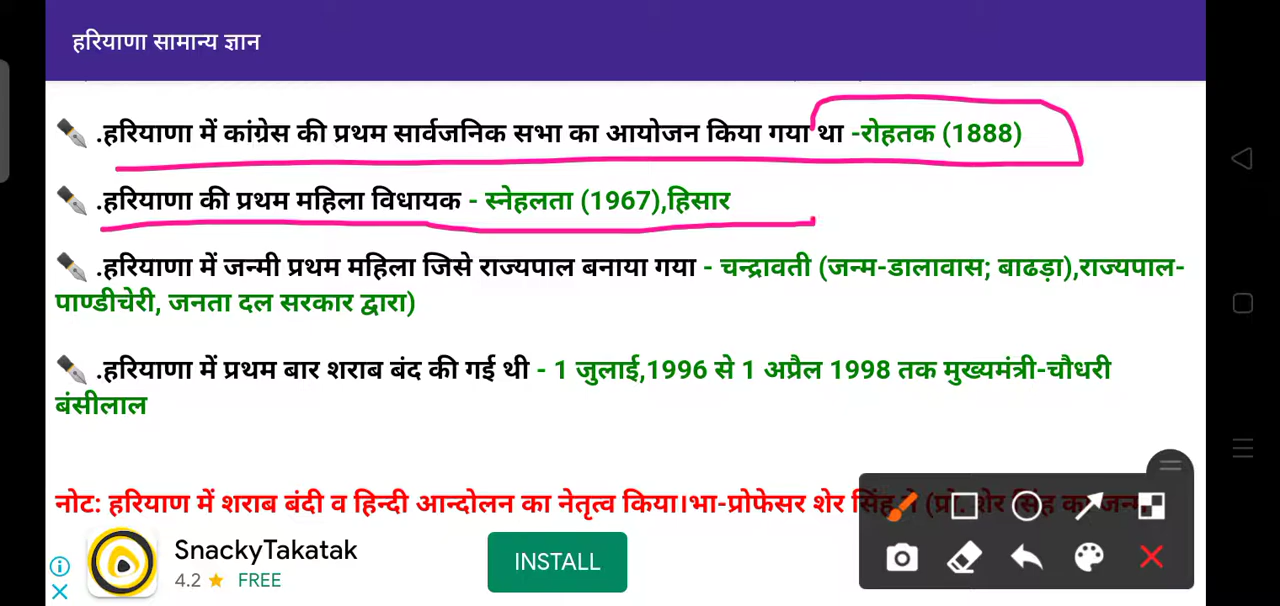 हरियाणा सामान्य ज्ञान
.हरियाणा में कांग्रेस की प्रथम सार्वजनिक सभा का आयोजन किया गया था -रोहतक (1888)
.हरियाणा की प्रथम महिला विधायक - स्नेहलता (1967),हिसार
.हरियाणा में जन्मी प्रथम महिला जिसे राज्यपाल बनाया गया - चन्द्रावती (जन्म-डालावास; बाढड़ा),राज्यपाल-
पाण्डीचेरी, जनता दल सरकार द्वारा)
.हरियाणा में प्रथम बार शराब बंद की गई थी - 1 जुलाई,1996 से 1 अप्रैल 1998 तक मुख्यमंत्री-चौधरी
बंसीलाल
नोट: हरियाण में शराब बंदी व हिन्दी आन्दोलन का नेतृत्व किया।भा-प्रोफेसर शेर सिंह ने (प्रो. शेर सिंह का जन्म
SnackyTakatak
4.2 ★ FREE
INSTALL